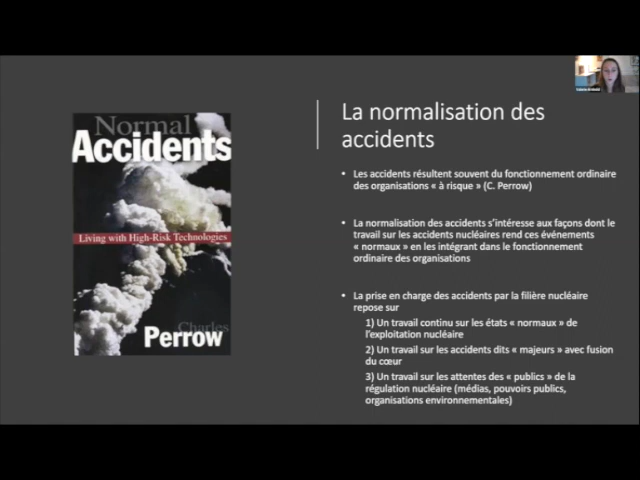 Normal
Accidents
Living with High-Risk Technologies
Charles
Perrow
La normalisation des
accidents
• Les accidents résultent souvent du fonctionnement ordinaire
des organisations « à risque » (C. Perrow)
• La normalisation des accidents s'intéresse aux façons dont le
travail sur les accidents nucléaires rend ces événements
« normaux » en les intégrant dans le fonctionnement
ordinaire des organisations
• La prise en charge des accidents par la filière nucléaire
repose sur
1) Un travail continu sur les états « normaux » de
l'exploitation nucléaire
2) Un travail sur les accidents dits « majeurs » avec fusion
du cœur
3) Un travail sur les attentes des « publics » de la
régulation nucléaire (médias, pouvoirs publics,
organisations environnementales)